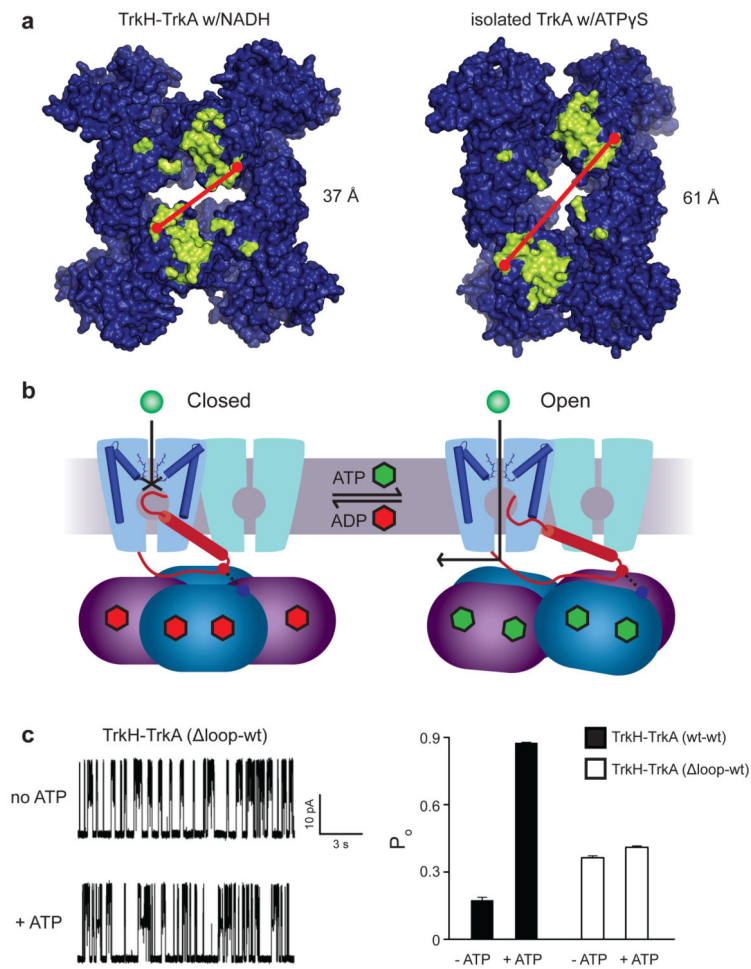 a
TrkH-TrkA w/NADH
isolated TrkA w/ATPγS
37 Å
61 Å
b
Closed
Open
ATP
ADP
c
TrkH-TrkA (Δloop-wt)
no ATP
+ ATP
10 pA
3 s
TrkH-TrkA (wt-wt)
TrkH-TrkA (Δloop-wt)
Po
0.9
0.6
0.3
0
- ATP + ATP - ATP + ATP